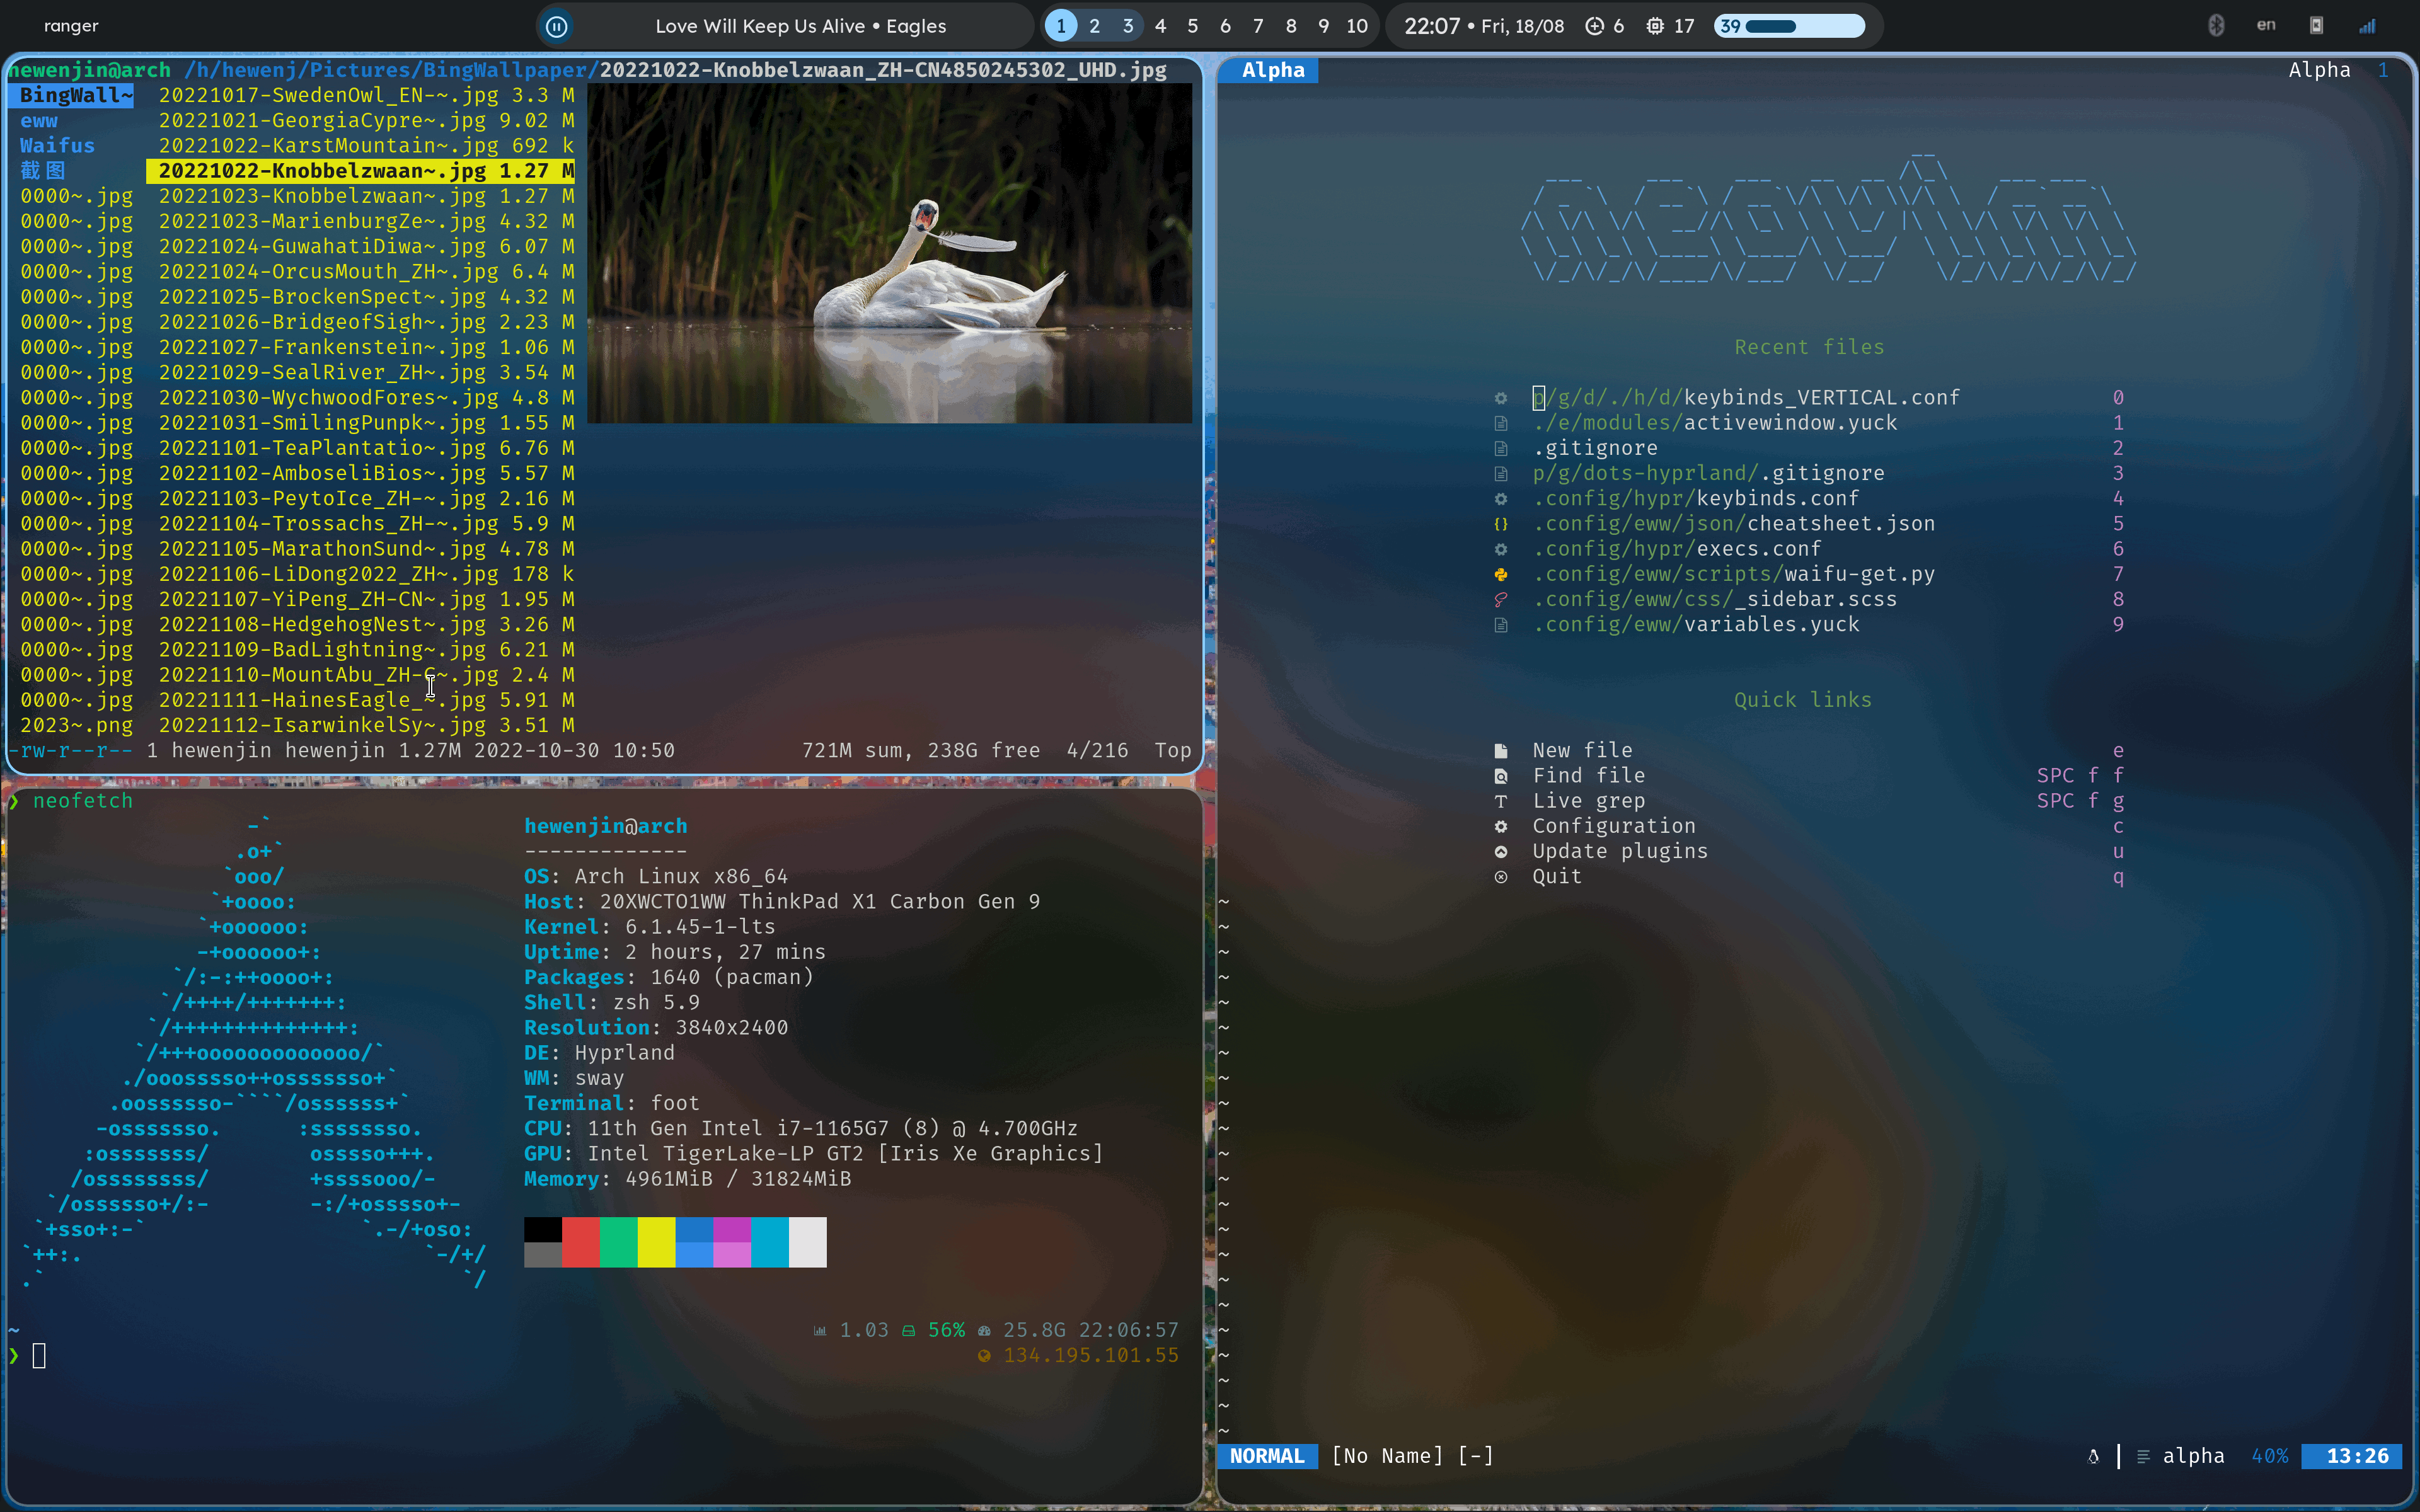 ranger
Love Will Keep Us Alive • Eagles
1 2 3 4 5 6 7 8 9 10
22:07 • Fri, 18/08 6 17 39
en
hewenjin@arch /h/hewenj/Pictures/BingWallpaper/20221022-Knobbelzwaan_ZH-CN4850245302_UHD.jpg
BingWall~ 20221017-SwedenOwl_EN-~.jpg 3.3 M
eww 20221021-GeorgiaCypre~.jpg 9.02 M
Waifus 20221022-KarstMountain~.jpg 692 k
截图 20221022-Knobbelzwaan~.jpg 1.27 M
0000~.jpg 20221023-Knobbelzwaan~.jpg 1.27 M
0000~.jpg 20221023-MarienburgZe~.jpg 4.32 M
0000~.jpg 20221024-GuwahatiDiwa~.jpg 6.07 M
0000~.jpg 20221024-OrcusMouth_ZH~.jpg 6.4 M
0000~.jpg 20221025-BrockenSpect~.jpg 4.32 M
0000~.jpg 20221026-BridgeofSigh~.jpg 2.23 M
0000~.jpg 20221027-Frankenstein~.jpg 1.06 M
0000~.jpg 20221029-SealRiver_ZH~.jpg 3.54 M
0000~.jpg 20221030-WychwoodFores~.jpg 4.8 M
0000~.jpg 20221031-SmilingPunpk~.jpg 1.55 M
0000~.jpg 20221101-TeaPlantatio~.jpg 6.76 M
0000~.jpg 20221102-AmboseliBios~.jpg 5.57 M
0000~.jpg 20221103-PeytoIce_ZH-~.jpg 2.16 M
0000~.jpg 20221104-Trossachs_ZH-~.jpg 5.9 M
0000~.jpg 20221105-MarathonSund~.jpg 4.78 M
0000~.jpg 20221106-LiDong2022_ZH~.jpg 178 k
0000~.jpg 20221107-YiPeng_ZH-CN~.jpg 1.95 M
0000~.jpg 20221108-HedgehogNest~.jpg 3.26 M
0000~.jpg 20221109-BadLightning~.jpg 6.21 M
0000~.jpg 20221110-MountAbu_ZH-C~.jpg 2.4 M
0000~.jpg 20221111-HainesEagle_~.jpg 5.91 M
2023~.png 20221112-IsarwinkelSy~.jpg 3.51 M
-rw-r--r-- 1 hewenjin hewenjin 1.27M 2022-10-30 10:50 721M sum, 238G free 4/216 Top
❯ neofetch
hewenjin@arch
-------------
OS: Arch Linux x86_64
Host: 20XWCTO1WW ThinkPad X1 Carbon Gen 9
Kernel: 6.1.45-1-lts
Uptime: 2 hours, 27 mins
Packages: 1640 (pacman)
Shell: zsh 5.9
Resolution: 3840x2400
DE: Hyprland
WM: sway
Terminal: foot
CPU: 11th Gen Intel i7-1165G7 (8) @ 4.700GHz
GPU: Intel TigerLake-LP GT2 [Iris Xe Graphics]
Memory: 4961MiB / 31824MiB
~ 1.03 56% 25.8G 22:06:57
❯ 134.195.101.55
Alpha Alpha 1
neovim
Recent files
p/g/d/./h/d/keybinds_VERTICAL.conf 0
./e/modules/activewindow.yuck 1
.gitignore 2
p/g/dots-hyprland/.gitignore 3
.config/hypr/keybinds.conf 4
.config/eww/json/cheatsheet.json 5
.config/hypr/execs.conf 6
.config/eww/scripts/waifu-get.py 7
.config/eww/css/_sidebar.scss 8
.config/eww/variables.yuck 9
Quick links
New file e
Find file SPC f f
Live grep SPC f g
Configuration c
Update plugins u
Quit q
NORMAL [No Name] [-] alpha 40% 13:26